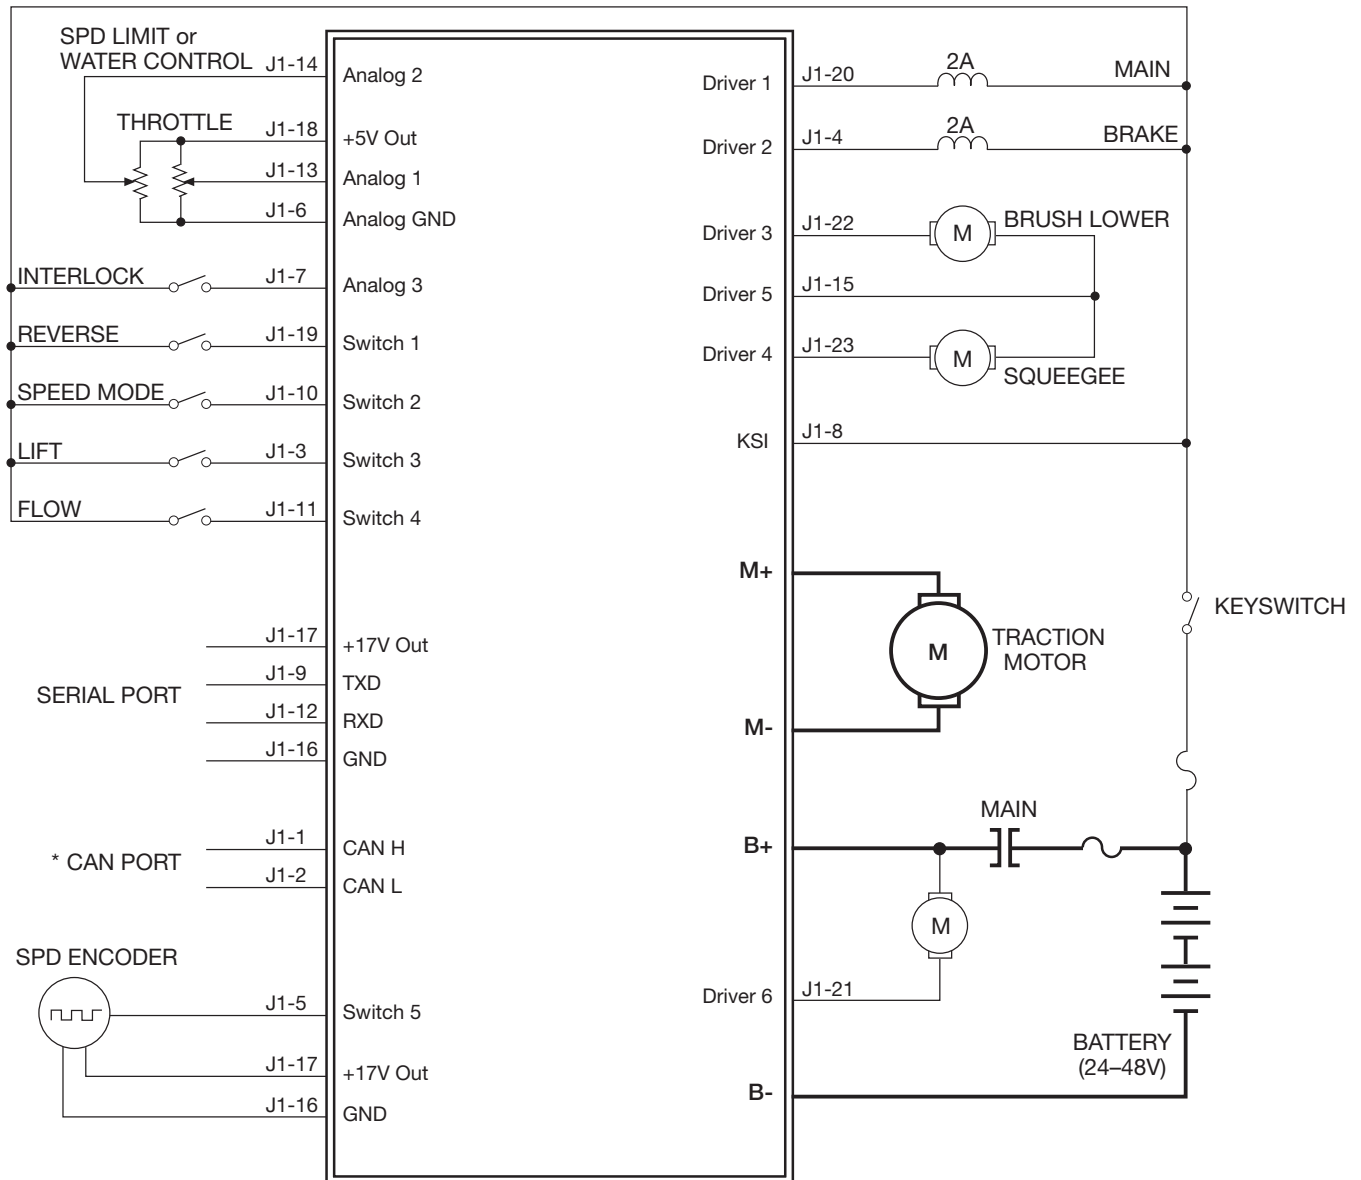 SPD LIMIT or
WATER CONTROL
J1-14
Analog 2
THROTTLE
J1-18
+5V Out
J1-13
Analog 1
J1-6
Analog GND
INTERLOCK
J1-7
Analog 3
REVERSE
J1-19
Switch 1
SPEED MODE
J1-10
Switch 2
LIFT
J1-3
Switch 3
FLOW
J1-11
Switch 4
SERIAL PORT
J1-17
+17V Out
J1-9
TXD
J1-12
RXD
J1-16
GND
* CAN PORT
J1-1
CAN H
J1-2
CAN L
SPD ENCODER
J1-5
Switch 5
J1-17
+17V Out
J1-16
GND
Driver 1
J1-20
2A
MAIN
Driver 2
J1-4
2A
BRAKE
Driver 3
J1-22
M
BRUSH LOWER
Driver 5
J1-15
Driver 4
J1-23
M
SQUEEGEE
KSI
J1-8
M+
M
TRACTION
MOTOR
M-
KEYSWITCH
B+
MAIN
M
Driver 6
J1-21
BATTERY
(24–48V)
B-